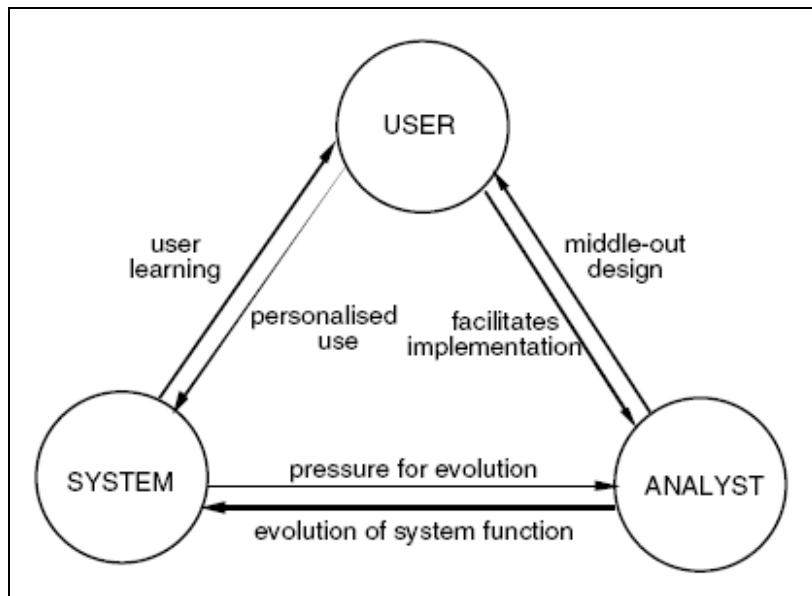 USER
user
learning
middle-out
design
personalised
use
facilitates
implementation
SYSTEM
pressure for evolution
ANALYST
evolution of system function